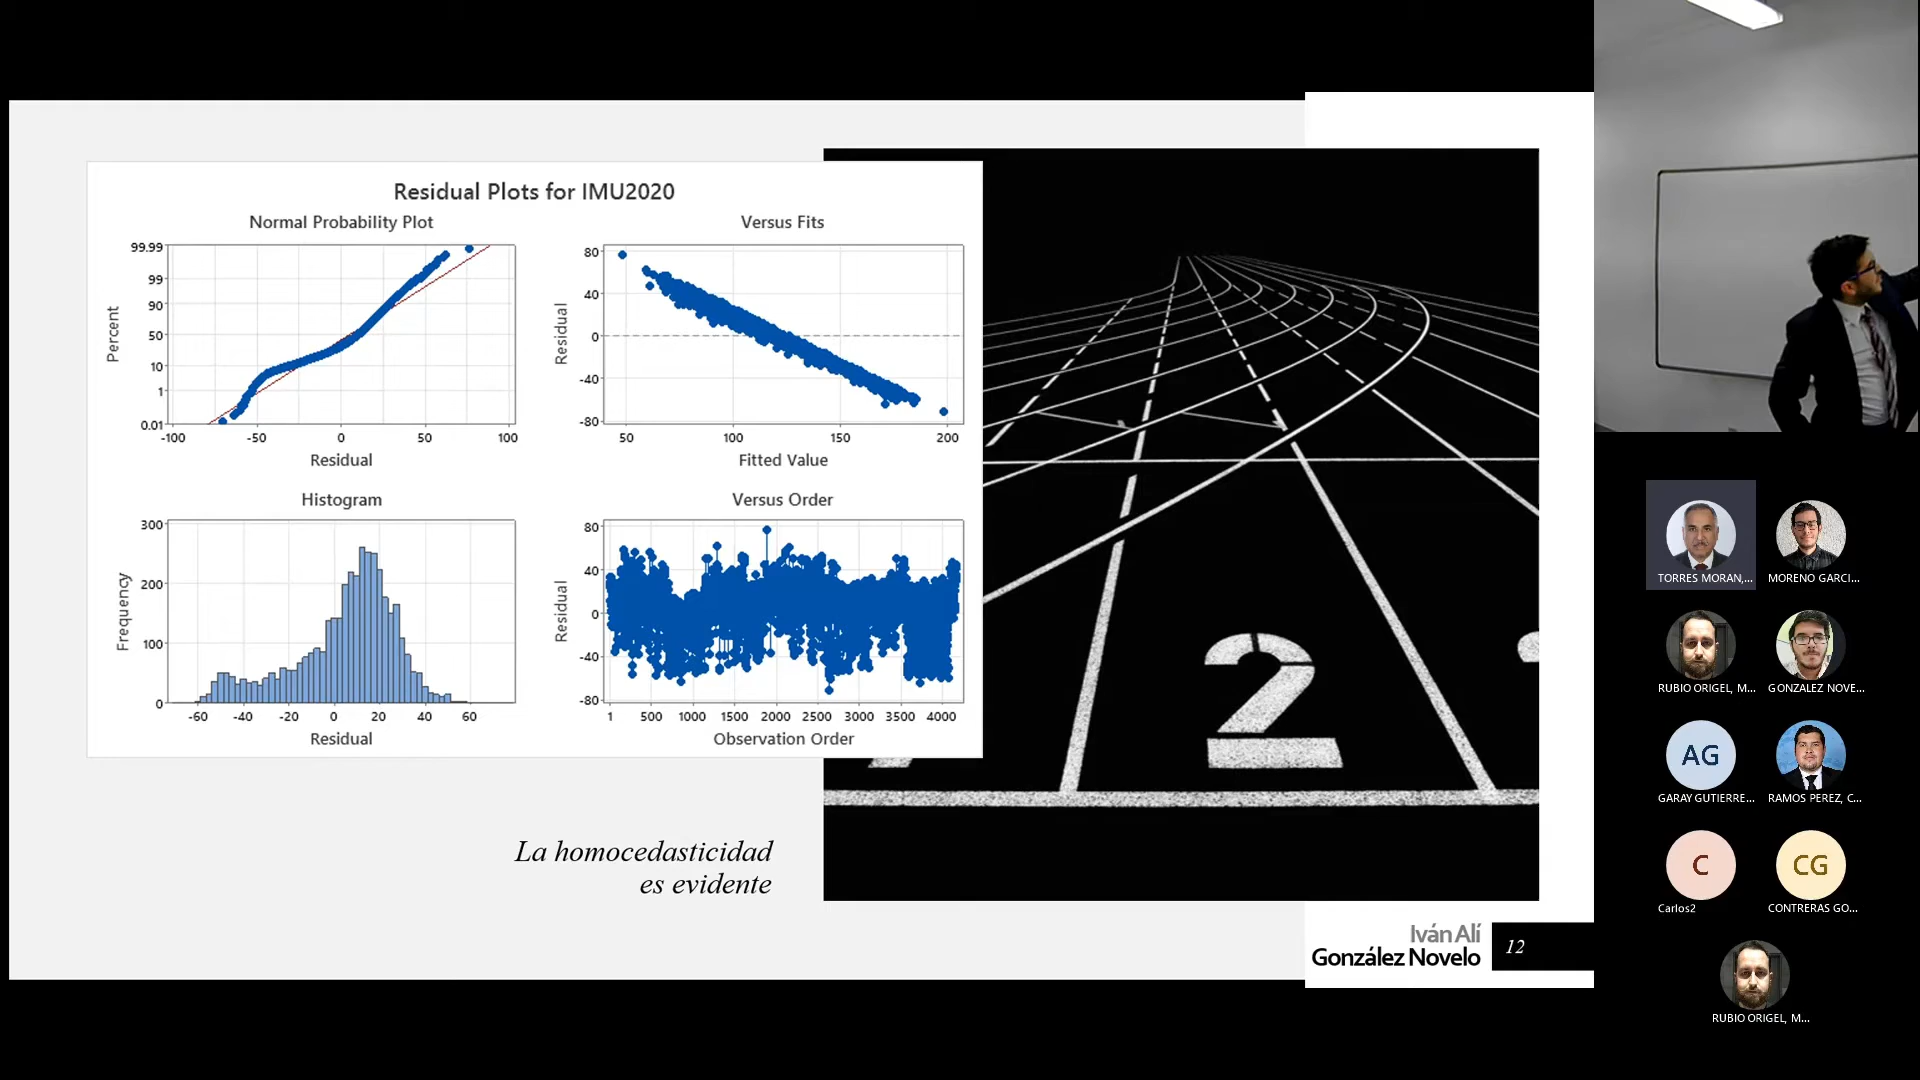 Residual Plots for IMU2020
Normal Probability Plot
99.99
99
90
50
10
1
0.01
Percent
-100
-50
0
50
100
Residual
Versus Fits
80
40
0
-40
-80
Residual
50
100
150
200
Fitted Value
Histogram
300
200
100
0
Frequency
-60
-40
-20
0
20
40
60
Residual
Versus Order
80
40
0
-40
-80
Residual
1
500
1000
1500
2000
2500
3000
3500
4000
Observation Order
2
La homocedasticidad
es evidente
Iván Alí
González Novelo
12
TORRES MORAN,...
MORENO GARCI...
RUBIO ORIGEL, M...
GONZALEZ NOVE...
AG
GARAY GUTIERRE...
RAMOS PEREZ, C...
C
Carlos2
CG
CONTRERAS GO...
RUBIO ORIGEL, M...